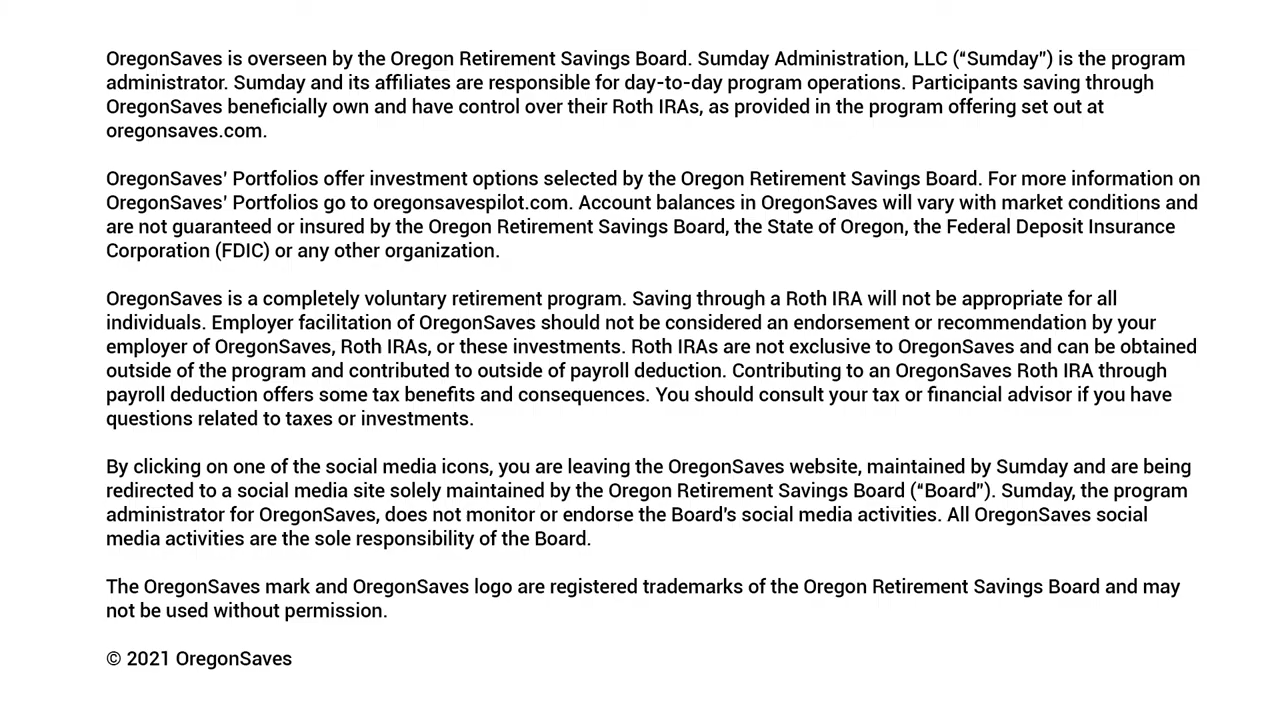 OregonSaves is overseen by the Oregon Retirement Savings Board. Sumday Administration, LLC (“Sumday”) is the program
administrator. Sumday and its affiliates are responsible for day-to-day program operations. Participants saving through
OregonSaves beneficially own and have control over their Roth IRAs, as provided in the program offering set out at
oregonsaves.com.
OregonSaves’ Portfolios offer investment options selected by the Oregon Retirement Savings Board. For more information on
OregonSaves’ Portfolios go to oregonsavespilot.com. Account balances in OregonSaves will vary with market conditions and
are not guaranteed or insured by the Oregon Retirement Savings Board, the State of Oregon, the Federal Deposit Insurance
Corporation (FDIC) or any other organization.
OregonSaves is a completely voluntary retirement program. Saving through a Roth IRA will not be appropriate for all
individuals. Employer facilitation of OregonSaves should not be considered an endorsement or recommendation by your
employer of OregonSaves, Roth IRAs, or these investments. Roth IRAs are not exclusive to OregonSaves and can be obtained
outside of the program and contributed to outside of payroll deduction. Contributing to an OregonSaves Roth IRA through
payroll deduction offers some tax benefits and consequences. You should consult your tax or financial advisor if you have
questions related to taxes or investments.
By clicking on one of the social media icons, you are leaving the OregonSaves website, maintained by Sumday and are being
redirected to a social media site solely maintained by the Oregon Retirement Savings Board (“Board”). Sumday, the program
administrator for OregonSaves, does not monitor or endorse the Board’s social media activities. All OregonSaves social
media activities are the sole responsibility of the Board.
The OregonSaves mark and OregonSaves logo are registered trademarks of the Oregon Retirement Savings Board and may
not be used without permission.
© 2021 OregonSaves